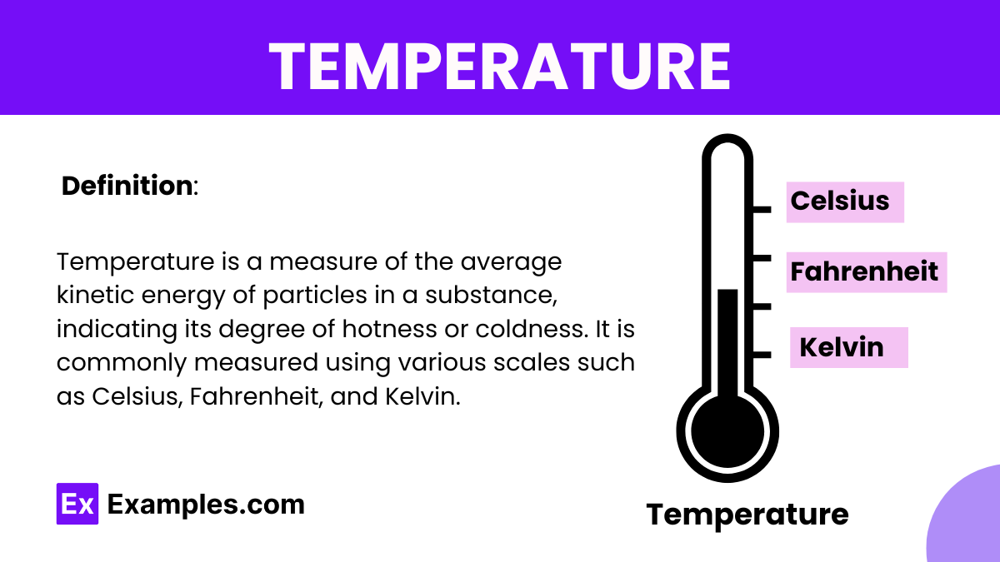 TEMPERATURE
Definition:
Temperature is a measure of the average
kinetic energy of particles in a substance,
indicating its degree of hotness or coldness. It is
commonly measured using various scales such
as Celsius, Fahrenheit, and Kelvin.
Celsius
Fahrenheit
Kelvin
Temperature
Ex Examples.com